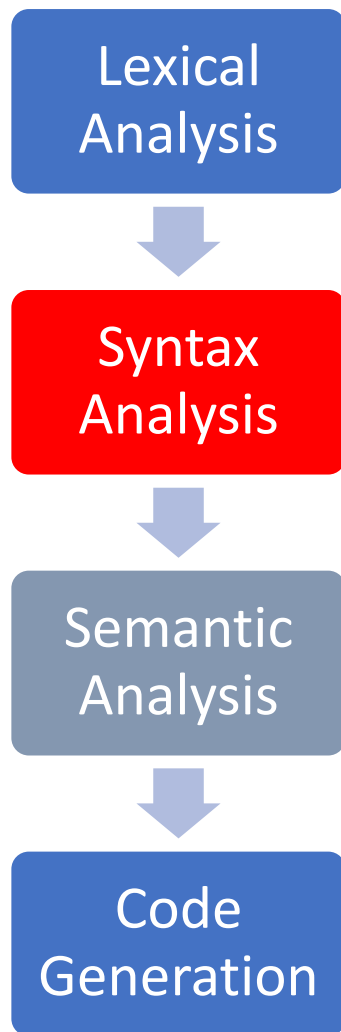 Lexical
Analysis
Syntax
Analysis
Semantic
Analysis
Code
Generation